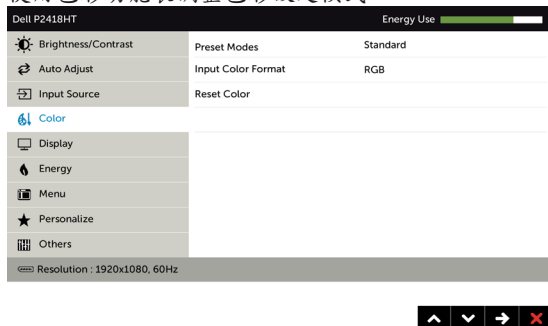 Dell P2418HT Energy Use
Brightness/Contrast Preset Modes Standard
Auto Adjust Input Color Format RGB
Input Source Reset Color
Color
Display
Energy
Menu
Personalize
Others
Resolution : 1920x1080, 60Hz